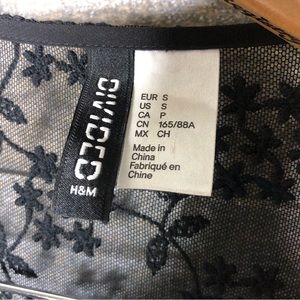 DIVIDED
H&M
EUR S
US S
CA P
CN 165/88A
MX CH
Made in
China
Fabriqué en
Chine